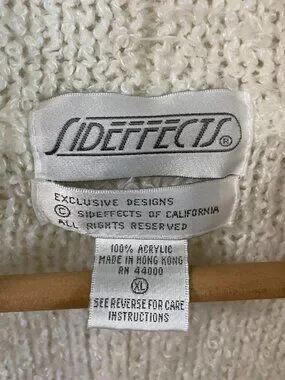 SIDEFFECTS®
EXCLUSIVE DESIGNS
© SIDEFFECTS OF CALIFORNIA
ALL RIGHTS RESERVED
100% ACRYLIC
MADE IN HONG KONG
RN 44000
XL
SEE REVERSE FOR CARE
INSTRUCTIONS